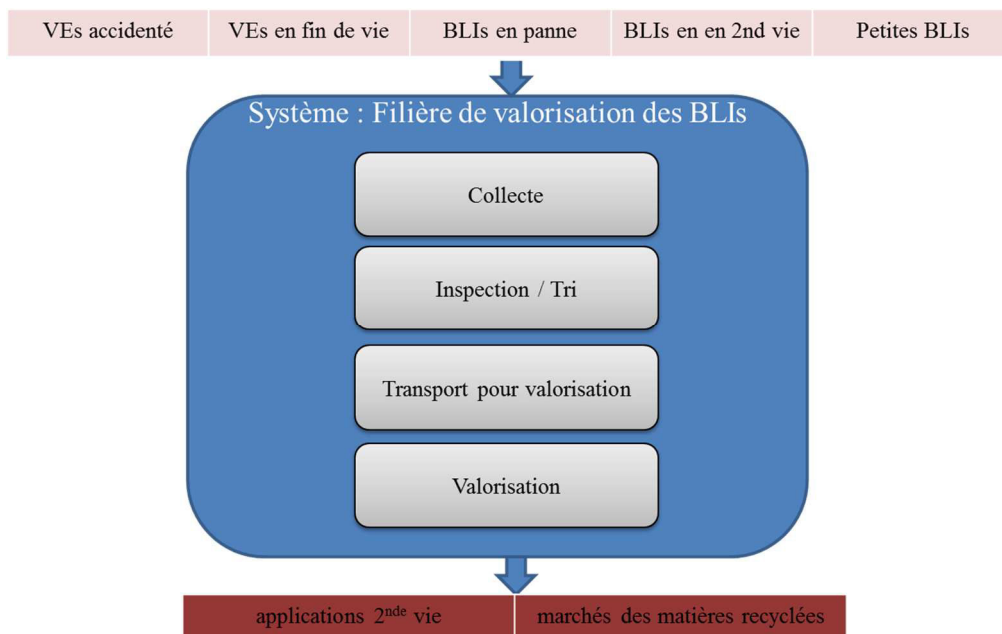 VEs accidenté
VEs en fin de vie
BLIs en panne
BLIs en en 2nd vie
Petites BLIs
Système : Filière de valorisation des BLIs
Collecte
Inspection / Tri
Transport pour valorisation
Valorisation
applications 2nde vie
marchés des matières recyclées